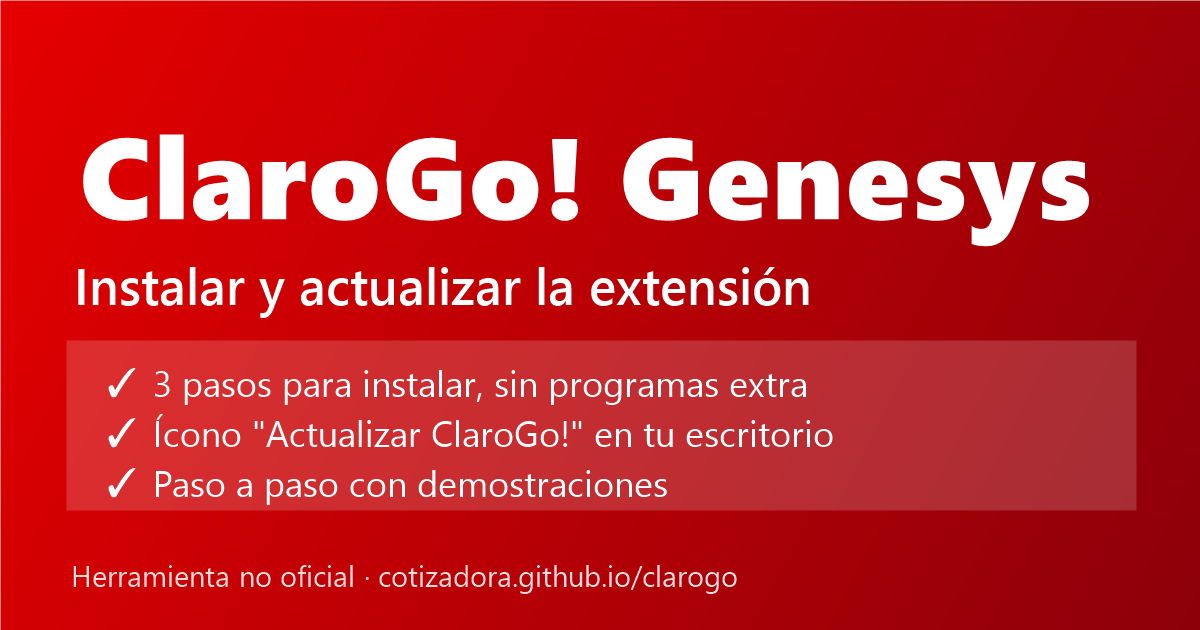 ClaroGo! Genesys
Instalar y actualizar la extensión
✓ 3 pasos para instalar, sin programas extra
✓ Ícono "Actualizar ClaroGo!" en tu escritorio
✓ Paso a paso con demostraciones
Herramienta no oficial · cotizadora.github.io/clarogo